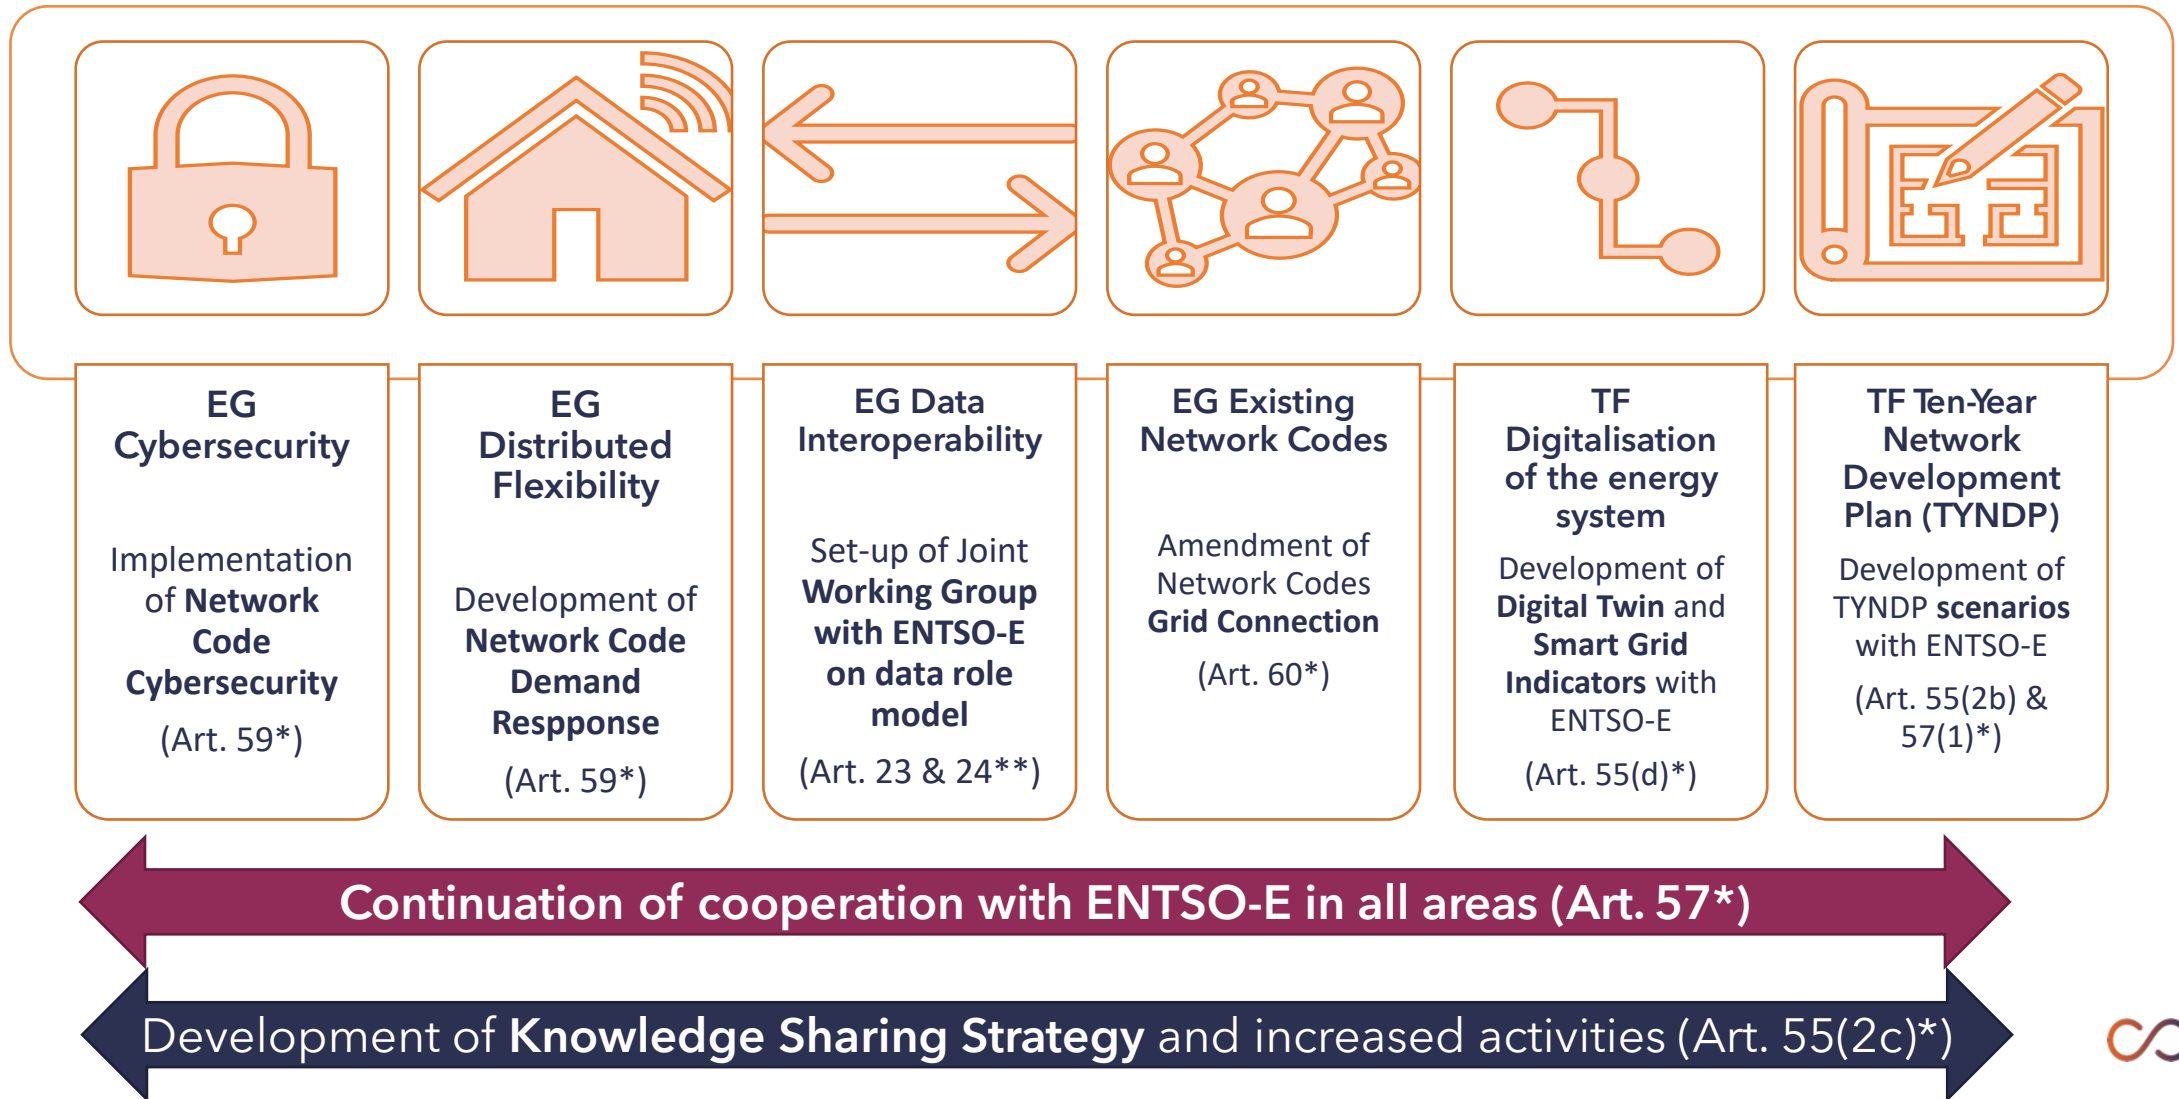 EG
Cybersecurity
Implementation
of Network
Code
Cybersecurity
(Art. 59*)
EG
Distributed
Flexibility
Development of
Network Code
Demand
Respponse
(Art. 59*)
EG Data
Interoperability
Set-up of Joint
Working Group
with ENTSO-E
on data role
model
(Art. 23 & 24**)
EG Existing
Network Codes
Amendment of
Network Codes
Grid Connection
(Art. 60*)
TF
Digitalisation
of the energy
system
Development of
Digital Twin and
Smart Grid
Indicators with
ENTSO-E
(Art. 55(d)*)
TF Ten-Year
Network
Development
Plan (TYNDP)
Development of
TYNDP scenarios
with ENTSO-E
(Art. 55(2b) &
57(1)*)
Continuation of cooperation with ENTSO-E in all areas (Art. 57*)
Development of Knowledge Sharing Strategy and increased activities (Art. 55(2c)*)